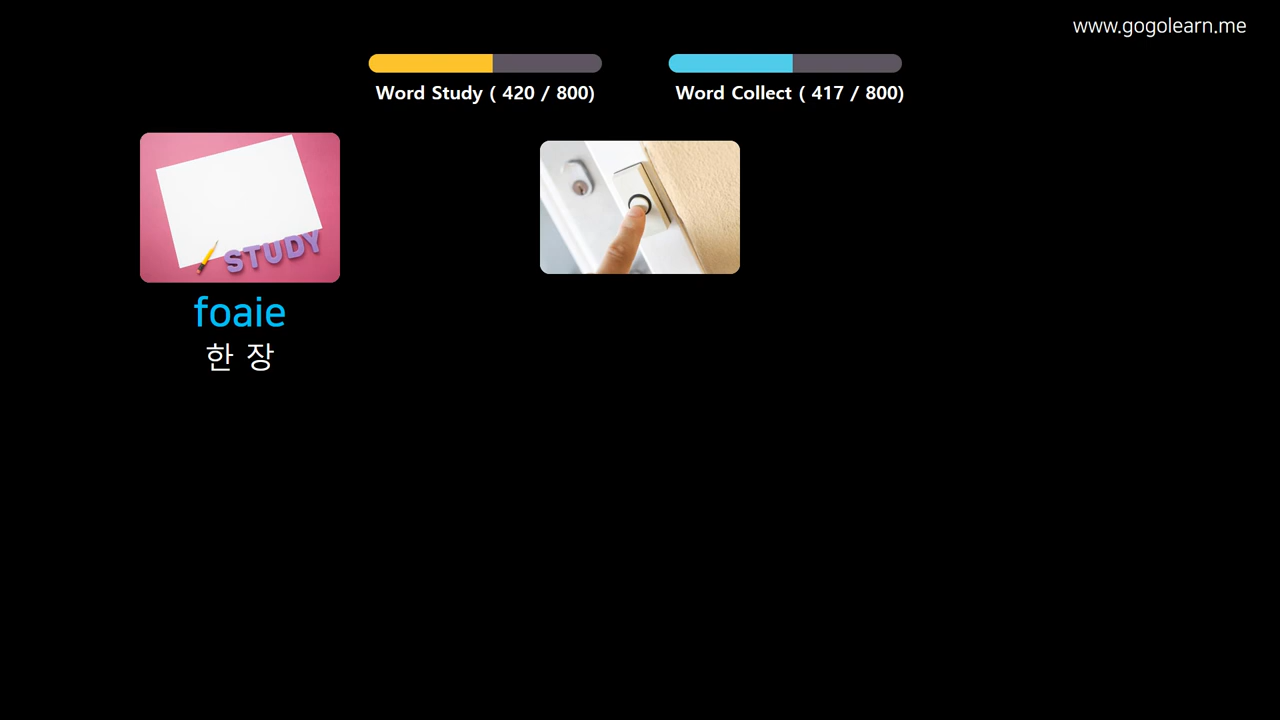 www.gogolearn.me
Word Study ( 420 / 800)
Word Collect ( 417 / 800)
STUDY
foaie
한 장